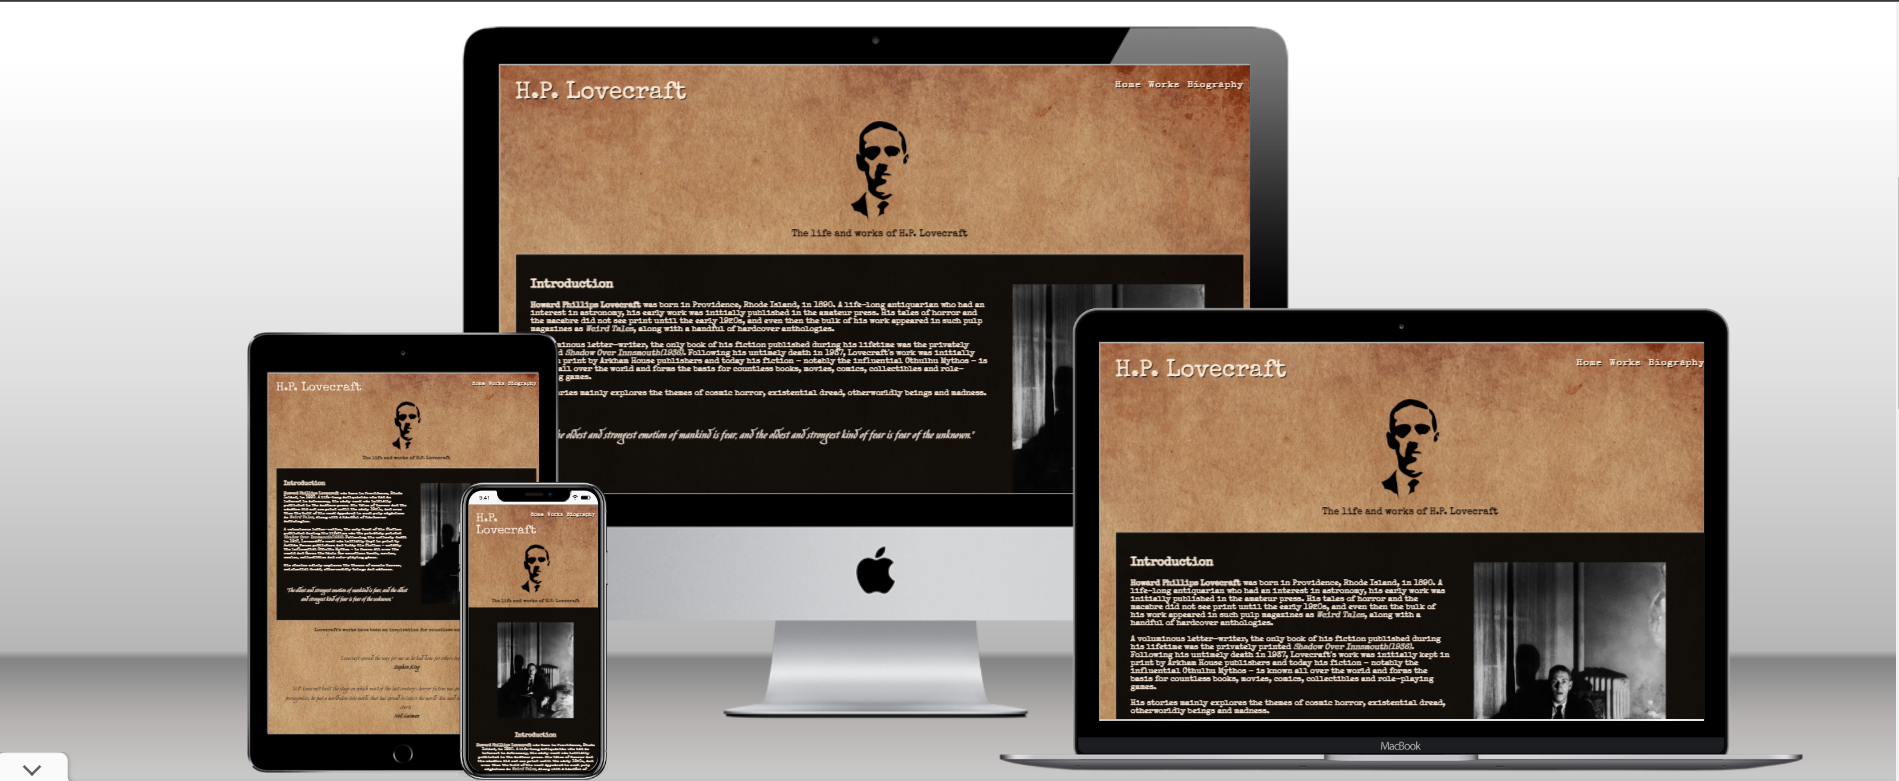 H.P. Lovecraft
Home Works Biography
The life and works of H.P. Lovecraft
Introduction
Howard Phillips Lovecraft was born in Providence, Rhode Island, in 1890. A life-long antiquarian who had an
interest in astronomy, his early work was initially published in the amateur press. His tales of horror and
the macabre did not see print until the early 1920s, and even then the bulk of his work appeared in such pulp
magazines as Weird Tales, along with a handful of hardcover anthologies.
uminous letter-writer, the only book of his fiction published during his lifetime was the privately
d Shadow Over Innsmouth(1936). Following his untimely death in 1937, Lovecraft's work was initially
print by Arkham House publishers and today his fiction - notably the influential Cthulhu Mythos - is
all over the world and forms the basis for countless books, movies, comics, collectibles and role-
g games.
ries mainly explores the themes of cosmic horror, existential dread, otherworldly beings and madness.
he oldest and strongest emotion of mankind is fear, and the oldest and strongest kind of fear is fear of the unknown."
H.P. Lovecraft
Home Works Biography
The life and works of H.P. Lovecraft
Introduction
Howard Phillips Lovecraft was born in Providence, Rhode Island, in 1890. A
life-long antiquarian who had an interest in astronomy, his early work was
initially published in the amateur press. His tales of horror and the
macabre did not see print until the early 1920s, and even then the bulk of
his work appeared in such pulp magazines as Weird Tales, along with a
handful of hardcover anthologies.
A voluminous letter-writer, the only book of his fiction published during
his lifetime was the privately printed Shadow Over Innsmouth(1936).
Following his untimely death in 1937, Lovecraft's work was initially kept in
print by Arkham House publishers and today his fiction - notably the
influential Cthulhu Mythos - is known all over the world and forms the
basis for countless books, movies, comics, collectibles and role-playing
games.
His stories mainly explores the themes of cosmic horror, existential dread,
otherworldly beings and madness.
MacBook
H.P. Lovecraft
Home Works Biography
The life and works of H.P. Lovecraft
Introduction
"The oldest and strongest emotion of mankind is fear, and the oldest
and strongest kind of fear is fear of the unknown."
Lovecraft's works have been an inspiration for countless
Stephen King
Neil Gaiman
9:41
H.P.
Lovecraft
Home Works Biography
The life and works of H.P. Lovecraft
Introduction